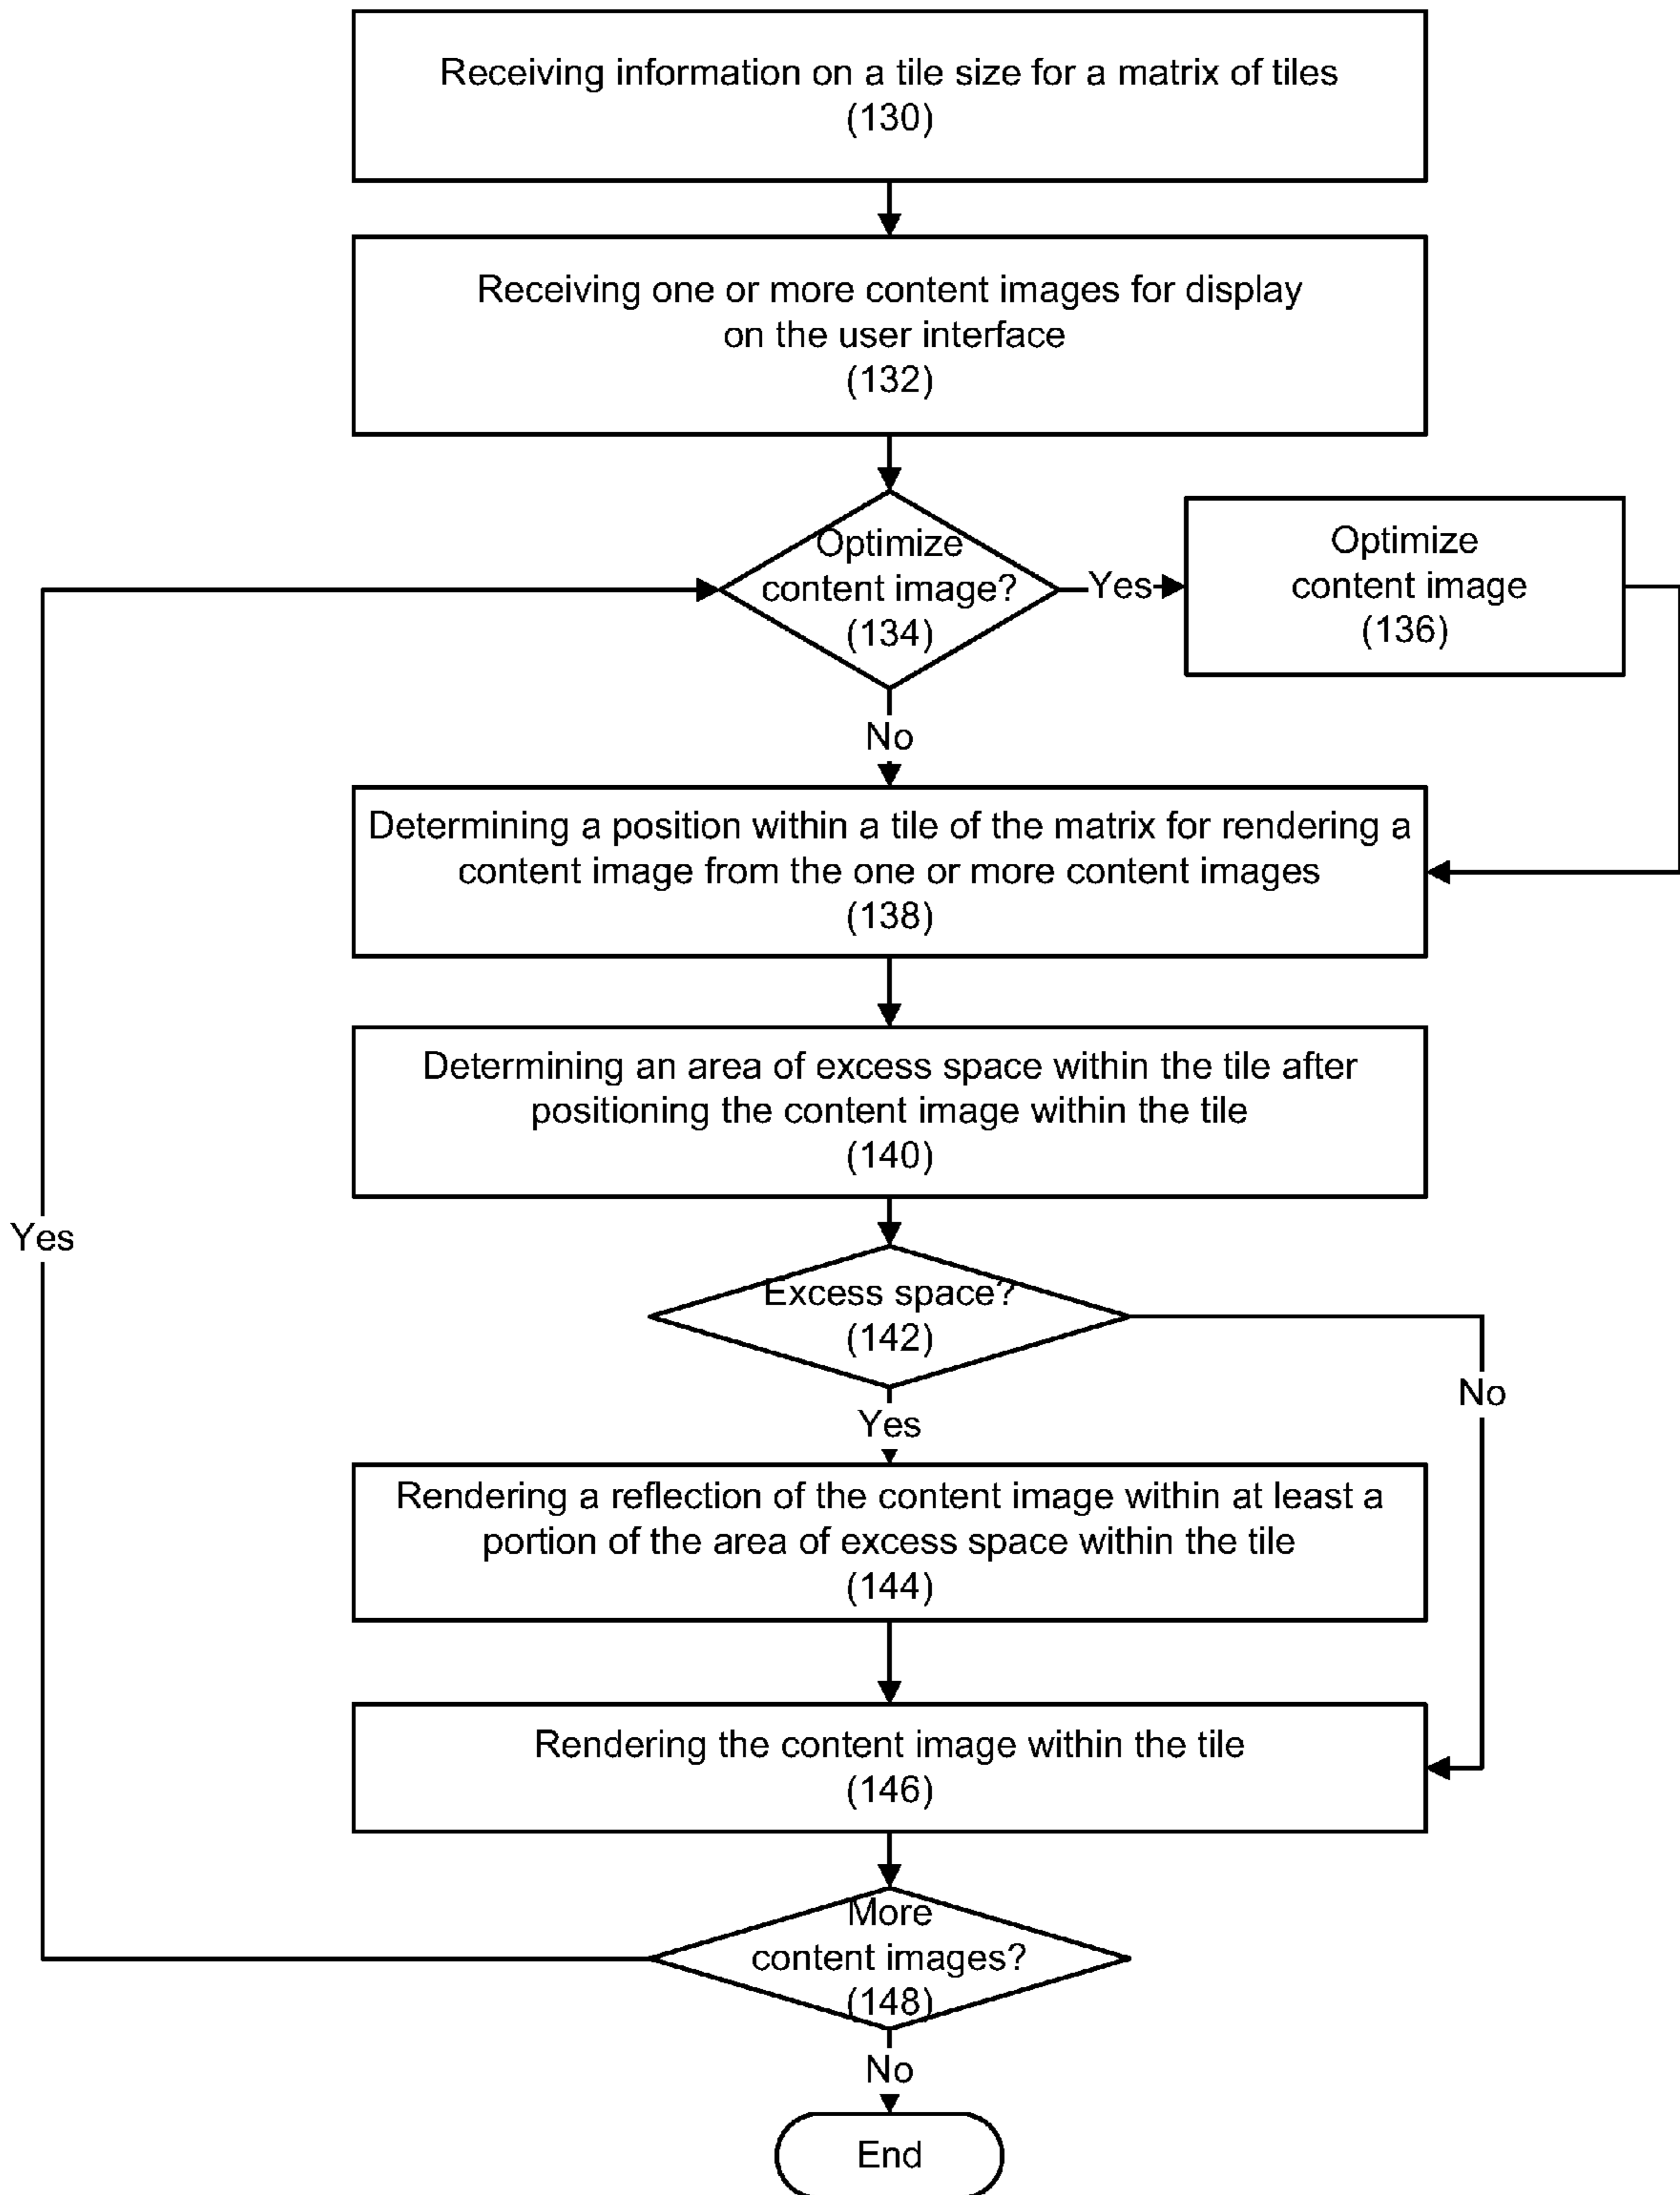 Receiving information on a tile size for a matrix of tiles
(130)
Receiving one or more content images for display
on the user interface
(132)
Optimize
content image?
(134)
Yes
Optimize
content image
(136)
No
Determining a position within a tile of the matrix for rendering a
content image from the one or more content images
(138)
Determining an area of excess space within the tile after
positioning the content image within the tile
(140)
Yes
Excess space?
(142)
No
Yes
Rendering a reflection of the content image within at least a
portion of the area of excess space within the tile
(144)
Rendering the content image within the tile
(146)
More
content images?
(148)
No
End